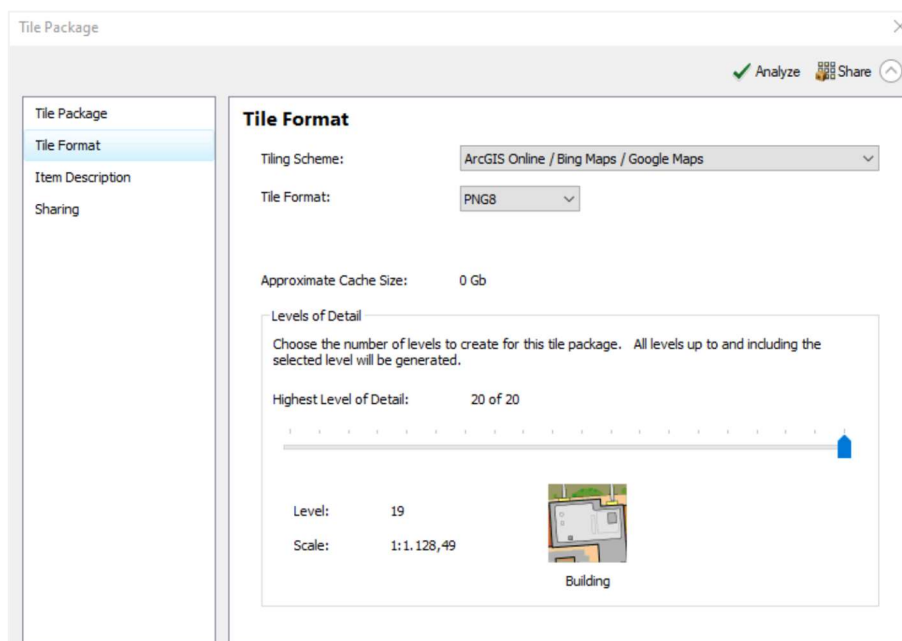 Tile Package
Analyze Share
Tile Package
Tile Format
Item Description
Sharing
Tile Format
Tiling Scheme: ArcGIS Online / Bing Maps / Google Maps
Tile Format: PNG8
Approximate Cache Size: 0 Gb
Levels of Detail
Choose the number of levels to create for this tile package. All levels up to and including the
selected level will be generated.
Highest Level of Detail: 20 of 20
Level: 19
Scale: 1:1.128,49
Building